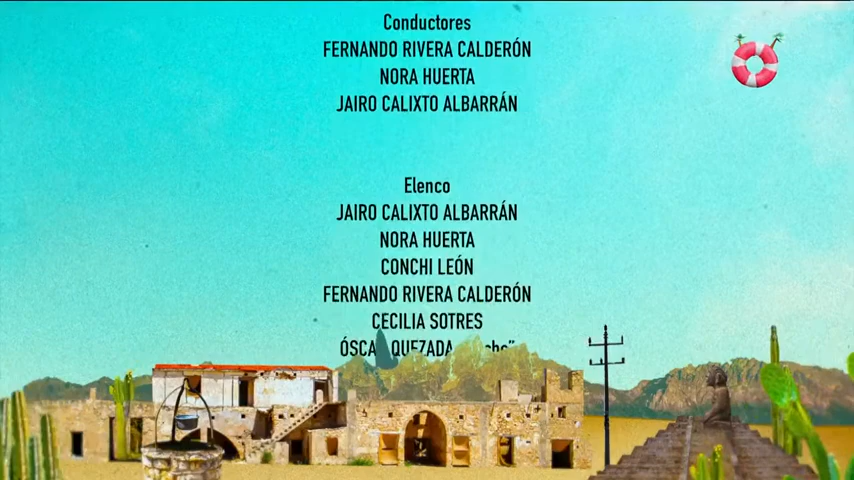 Conductores
FERNANDO RIVERA CALDERÓN
NORA HUERTA
JAIRO CALIXTO ALBARRÁN
Elenco
JAIRO CALIXTO ALBARRÁN
NORA HUERTA
CONCHI LEÓN
FERNANDO RIVERA CALDERÓN
CECILIA SOTRES
QUEZADA